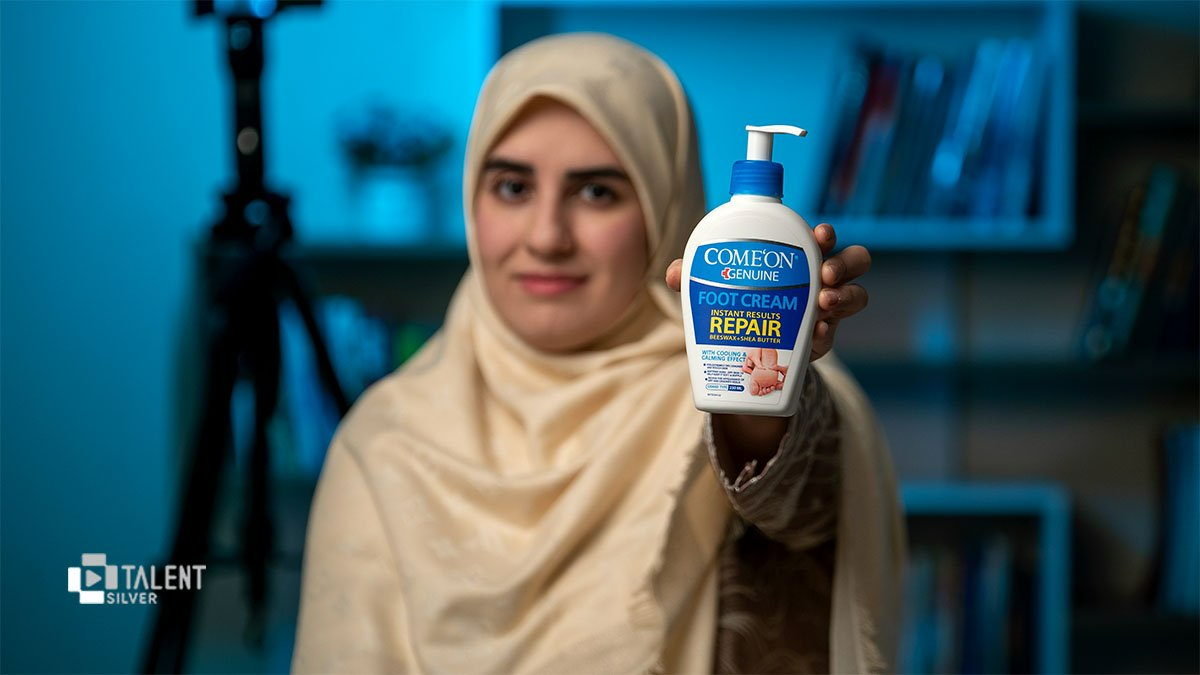 COME'ON
GENUINE
FOOT CREAM
INSTANT RESULTS
REPAIR
BEESWAX+SHEA BUTTER
WITH COOLING &
CALMING EFFECT
TALENT
SILVER